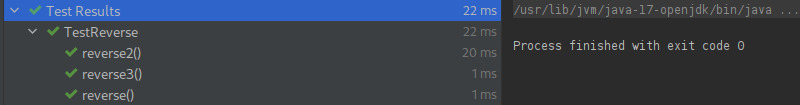 Test Results 22 ms
TestReverse 22 ms
reverse2() 20 ms
reverse3() 1 ms
reverse() 1 ms
/usr/lib/jvm/java-17-openjdk/bin/java ...
Process finished with exit code 0